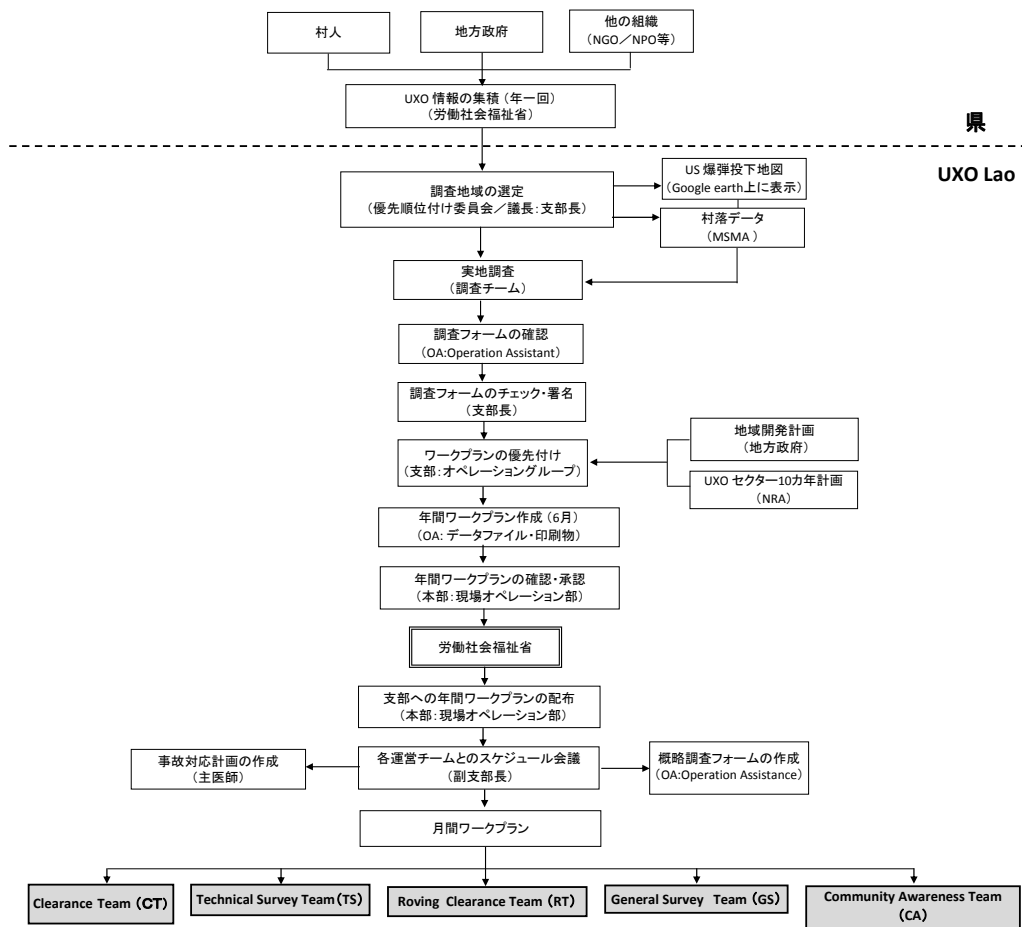 村人
地方政府
他の組織
（NGO／NPO等）
UXO 情報の集積（年一回）
（労働社会福祉省）
県
UXO Lao
調査地域の選定
（優先順位付け委員会／議長：支部長）
US 爆弾投下地図
（Google earth上に表示）
村落データ
（MSMA ）
実地調査
（調査チーム）
調査フォームの確認
（OA:Operation Assistant）
調査フォームのチェック・署名
（支部長）
ワークプランの優先付け
（支部：オペレーショングループ）
地域開発計画
（地方政府）
UXO セクター10カ年計画
（NRA）
年間ワークプラン作成（6月）
（OA： データファイル・印刷物）
年間ワークプランの確認・承認
（本部：現場オペレーション部）
労働社会福祉省
支部への年間ワークプランの配布
（本部：現場オペレーション部）
事故対応計画の作成
（主医師）
各運営チームとのスケジュール会議
（副支部長）
概略調査フォームの作成
（OA:Operation Assistance）
月間ワークプラン
Clearance Team （CT）
Technical Survey Team（TS）
Roving Clearance Team（RT）
General Survey Team（GS）
Community Awareness Team
（CA）